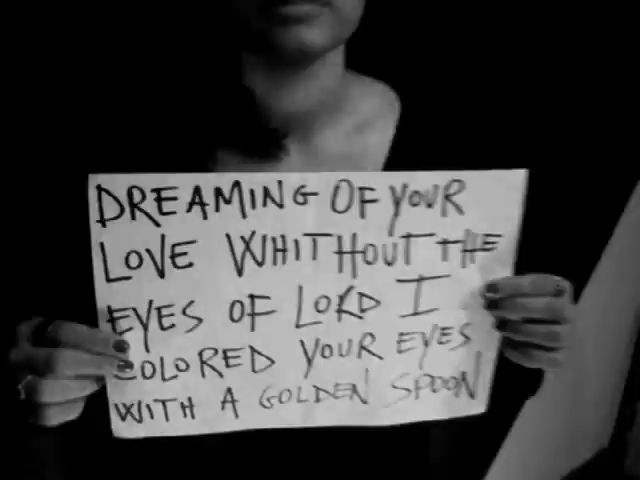 DREAMING OF YOUR
LOVE WHITHOUT THE
EYES OF LORD I
COLORED YOUR EYES
WITH A GOLDEN SPOON